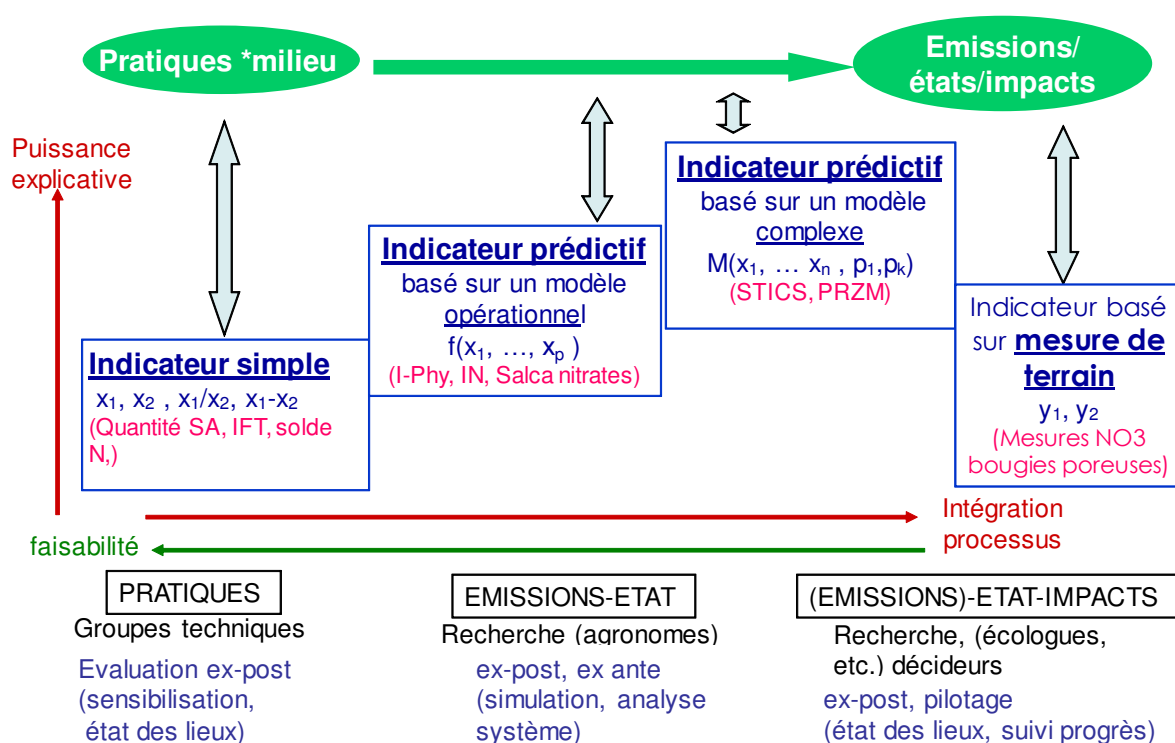 Pratiques *milieu
Emissions/
états/impacts
Puissance
explicative
Indicateur simple
x₁, x₂ , x₁/x₂, x₁-x₂
(Quantité SA, IFT, solde
N,)
Indicateur prédictif
basé sur un modèle
opérationnel
f(x₁, …, xₚ )
(I-Phy, IN, Salca nitrates)
Indicateur prédictif
basé sur un modèle
complexe
M(x₁, … xₙ , p₁,pₖ)
(STICS, PRZM)
Indicateur basé
sur mesure de
terrain
y₁, y₂
(Mesures NO3
bougies poreuses)
Intégration
processus
faisabilité
PRATIQUES
Groupes techniques
Evaluation ex-post
(sensibilisation,
état des lieux)
EMISSIONS-ETAT
Recherche (agronomes)
ex-post, ex ante
(simulation, analyse
système)
(EMISSIONS)-ETAT-IMPACTS
Recherche, (écologues,
etc.) décideurs
ex-post, pilotage
(état des lieux, suivi progrès)